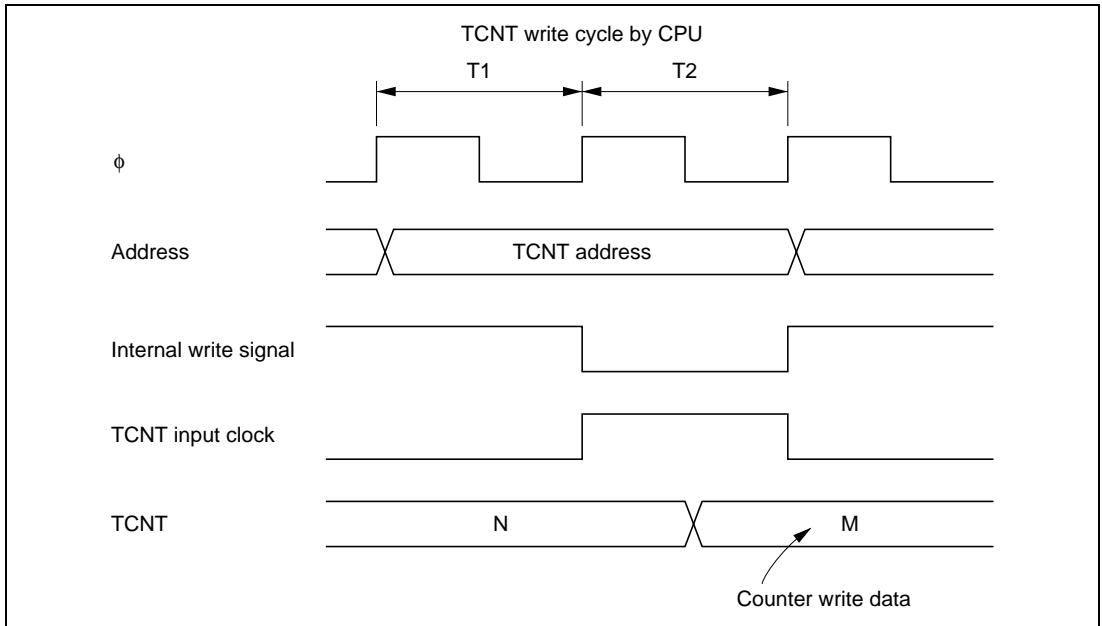 TCNT write cycle by CPU
T1 T2
ϕ
Address TCNT address
Internal write signal
TCNT input clock
TCNT N M
Counter write data